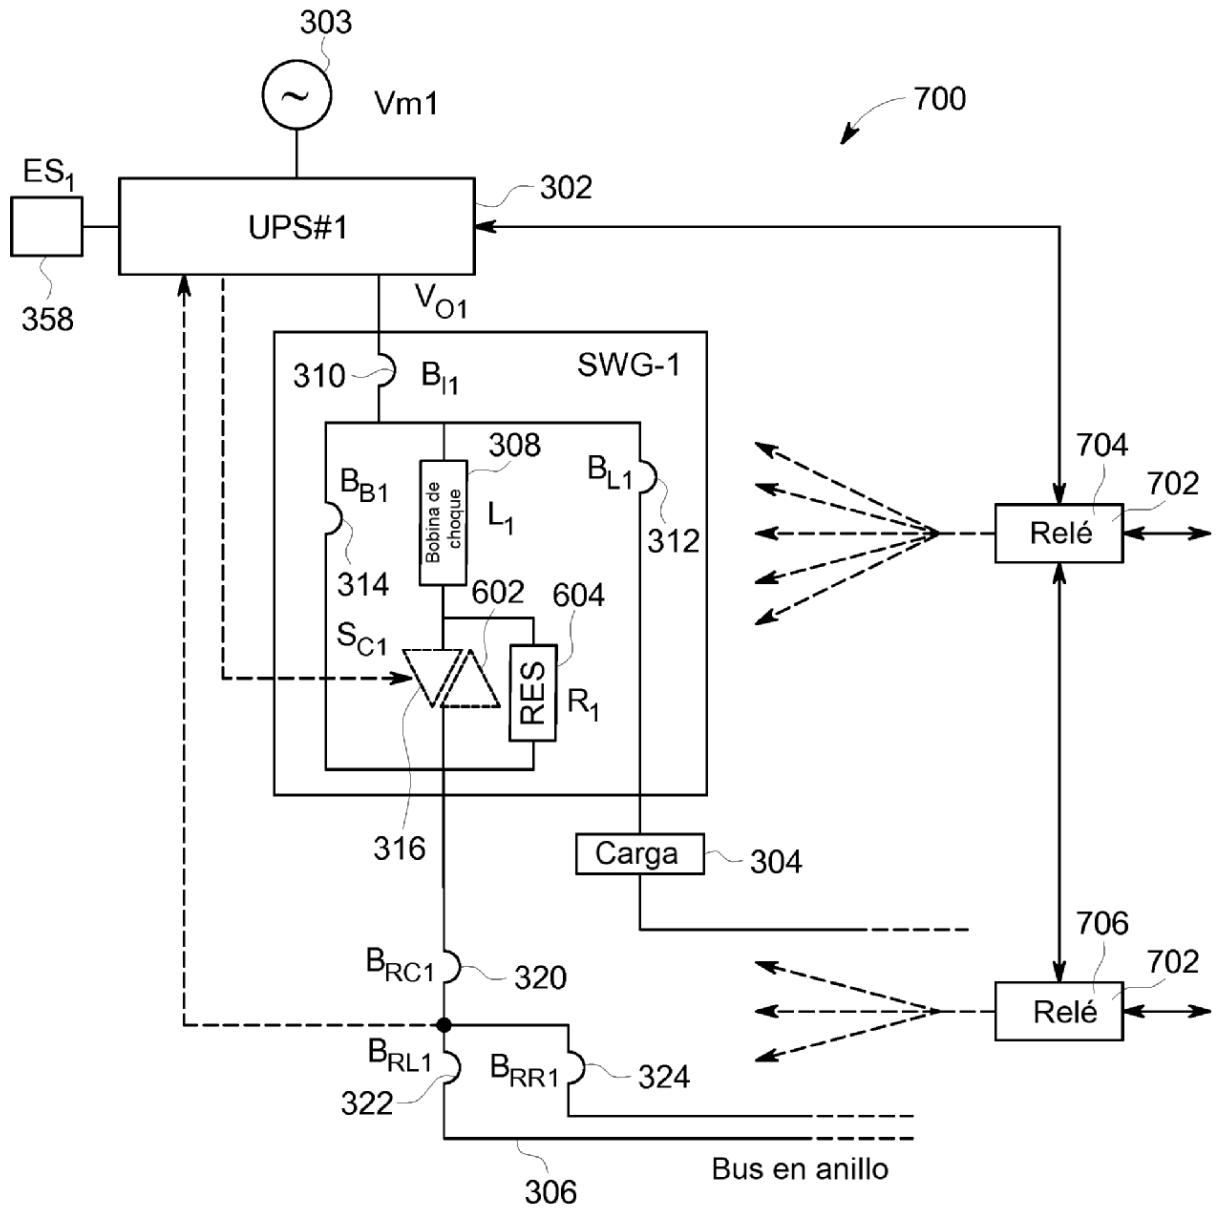 303
Vm1
700
ES1
302
UPS#1
358
VO1
SWG-1
310
BI1
308
704
BB1
BL1
702
Bobina de
choque
L1
312
Relé
314
602
604
SC1
RES
R1
316
Carga
304
706
BRC1
320
702
Relé
BRL1
BRR1
324
322
Bus en anillo
306